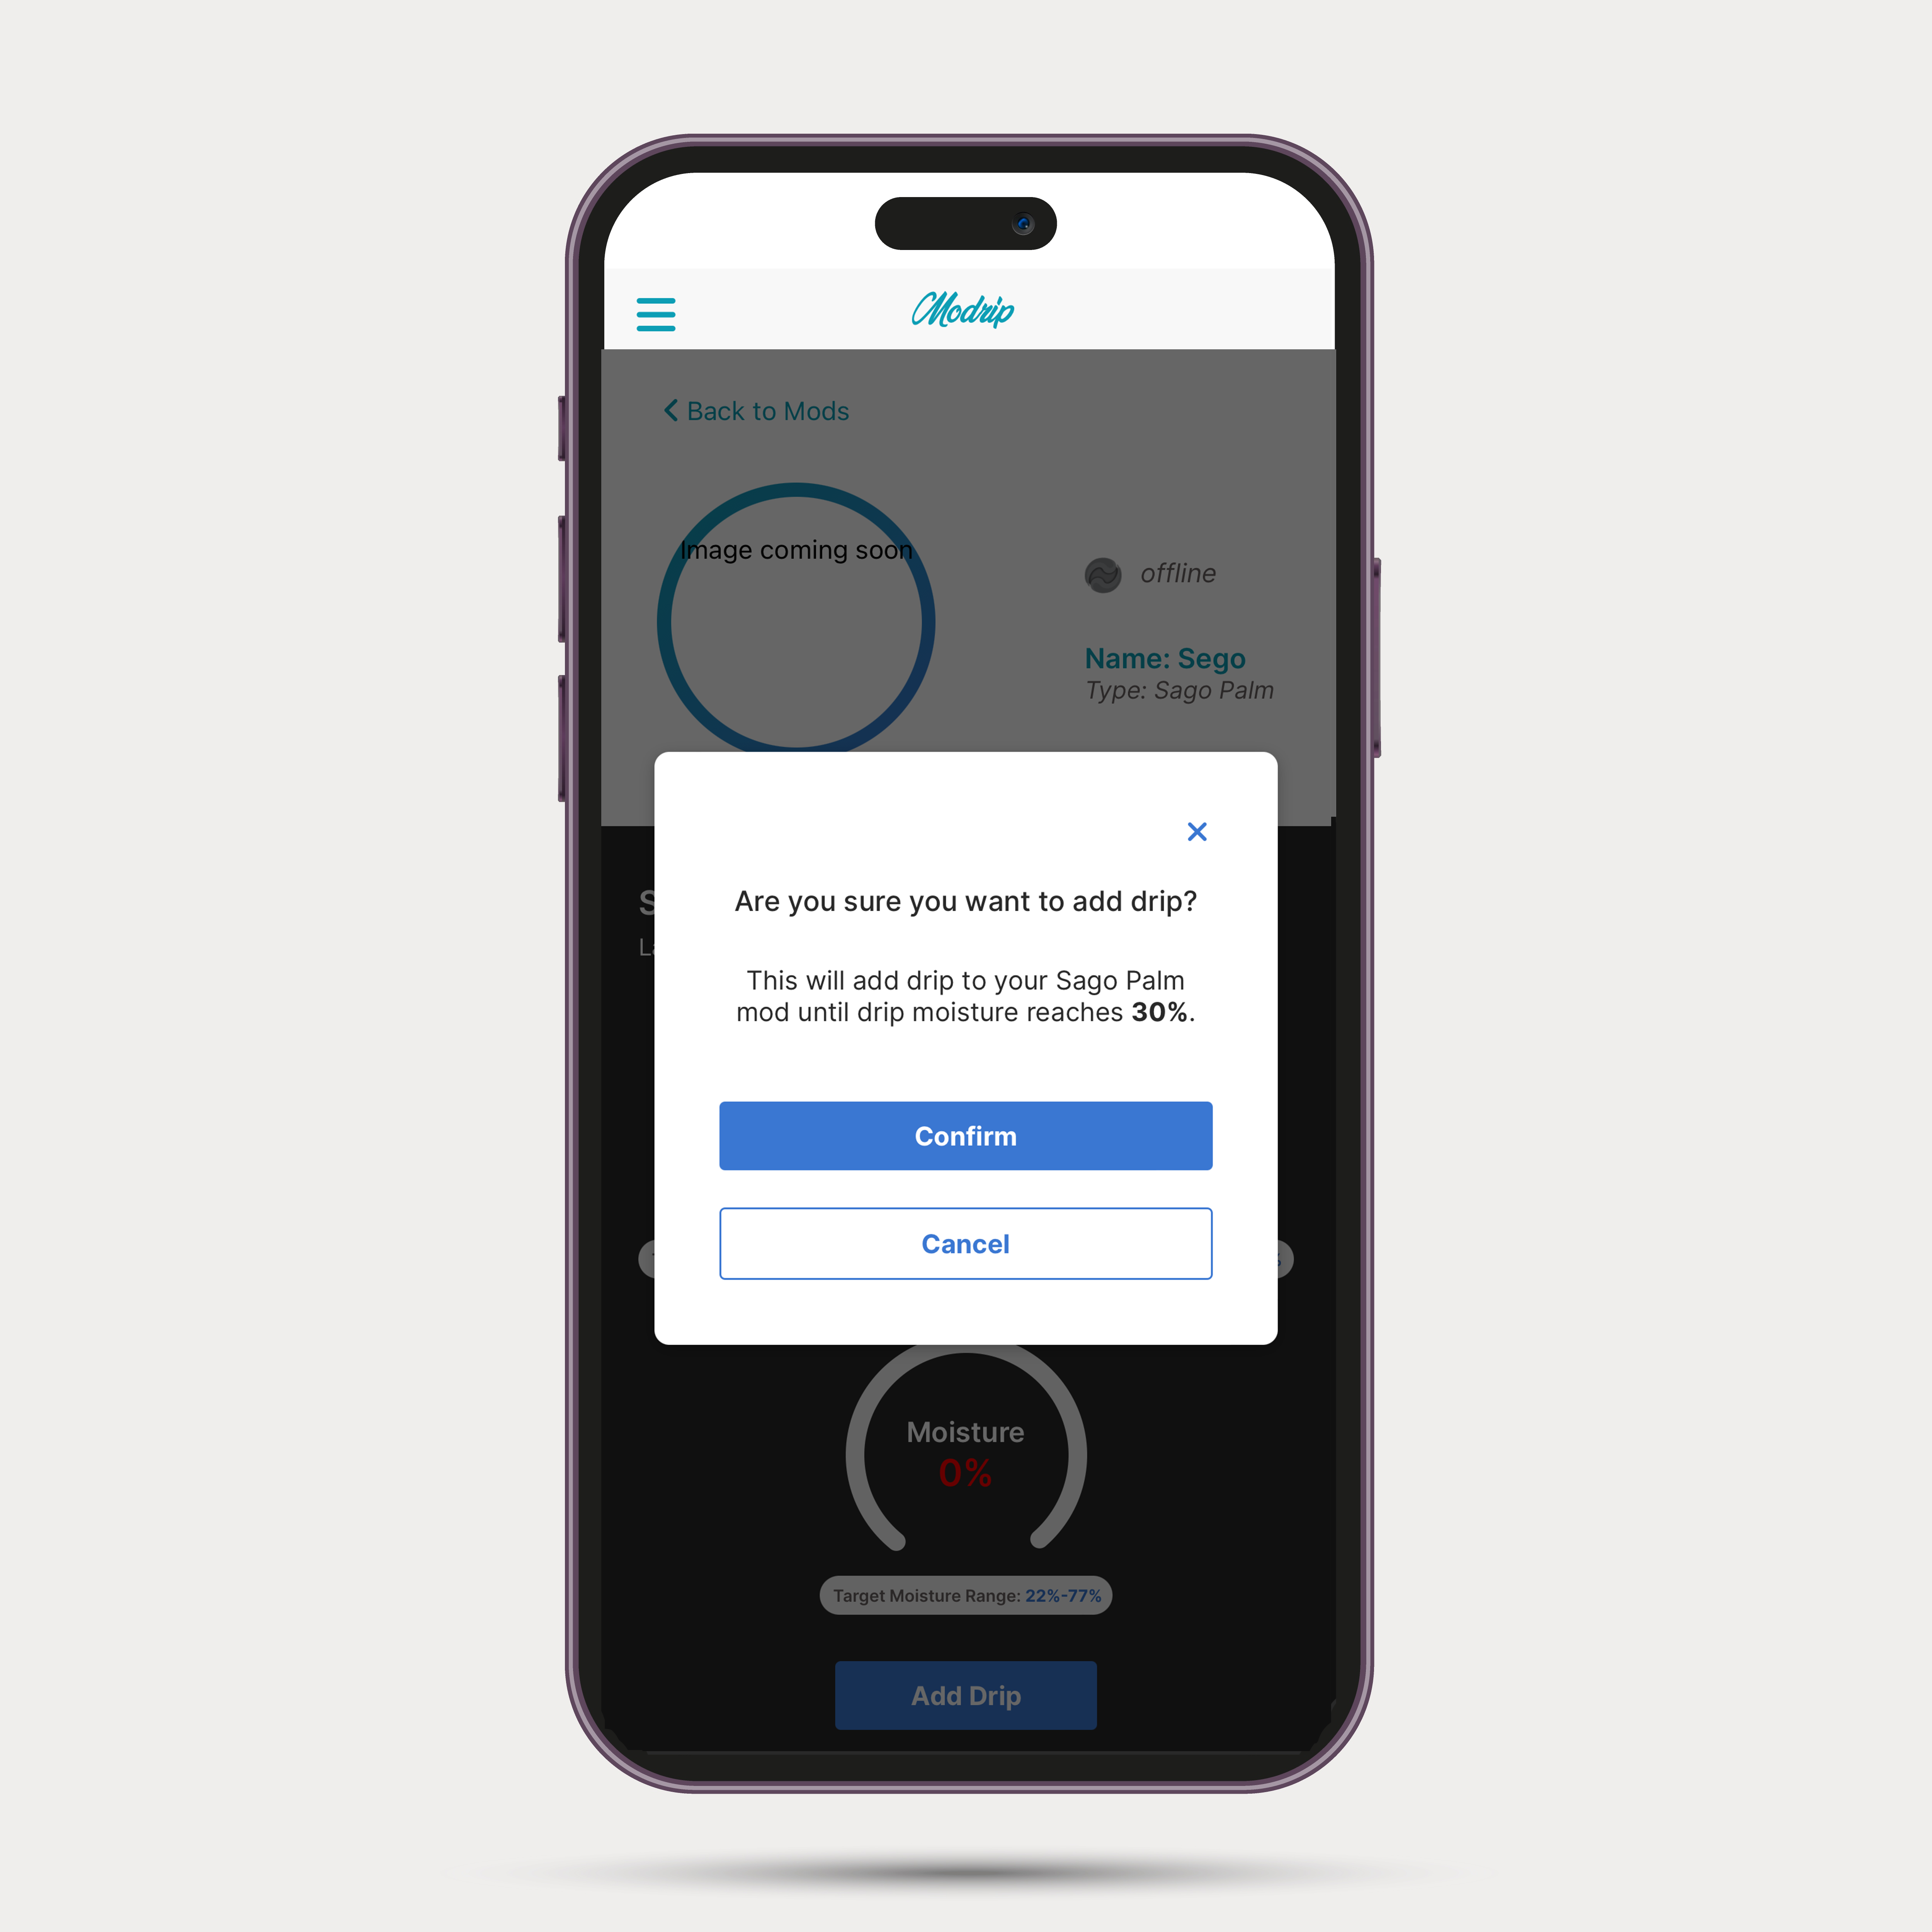 Modrip
Back to Mods
Image coming soon
offline
Name: Sego
Type: Sago Palm
Are you sure you want to add drip?
This will add drip to your Sago Palm
mod until drip moisture reaches 30%.
Confirm
Cancel
Moisture
0%
Target Moisture Range: 22%-77%
Add Drip